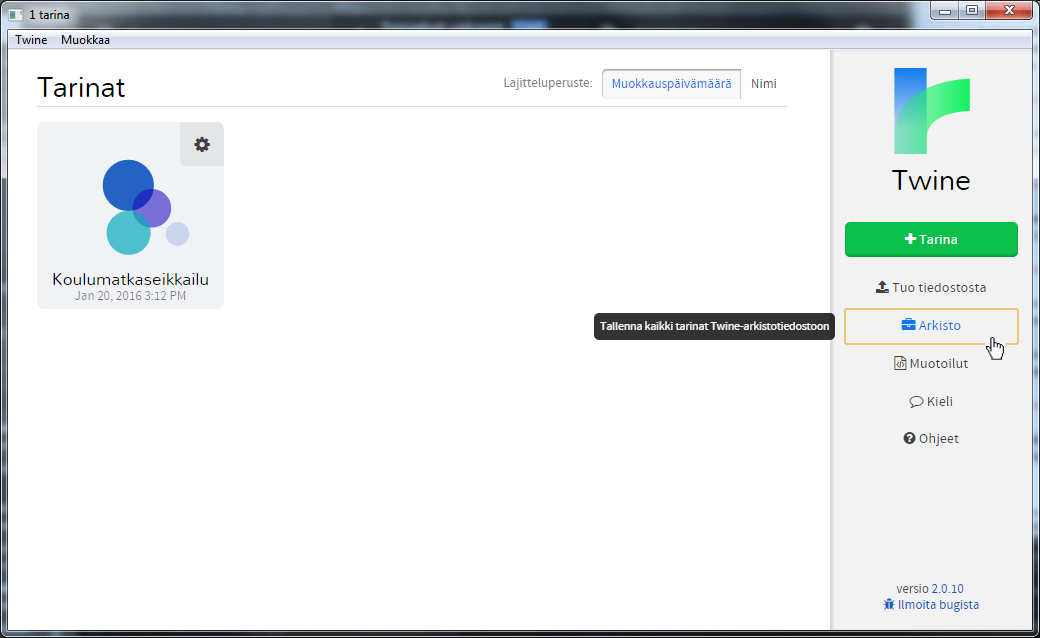 1 tarina
Twine Muokkaa
Tarinat
Lajitteluperuste: Muokkauspäivämäärä Nimi
Koulumatkaseikkailu
Jan 20, 2016 3:12 PM
Twine
Tarina
Tuo tiedostosta
Tallenna kaikki tarinat Twine-arkistotiedostoon
Arkisto
Muotoilut
Kieli
Ohjeet
versio 2.0.10
Ilmoita bugista